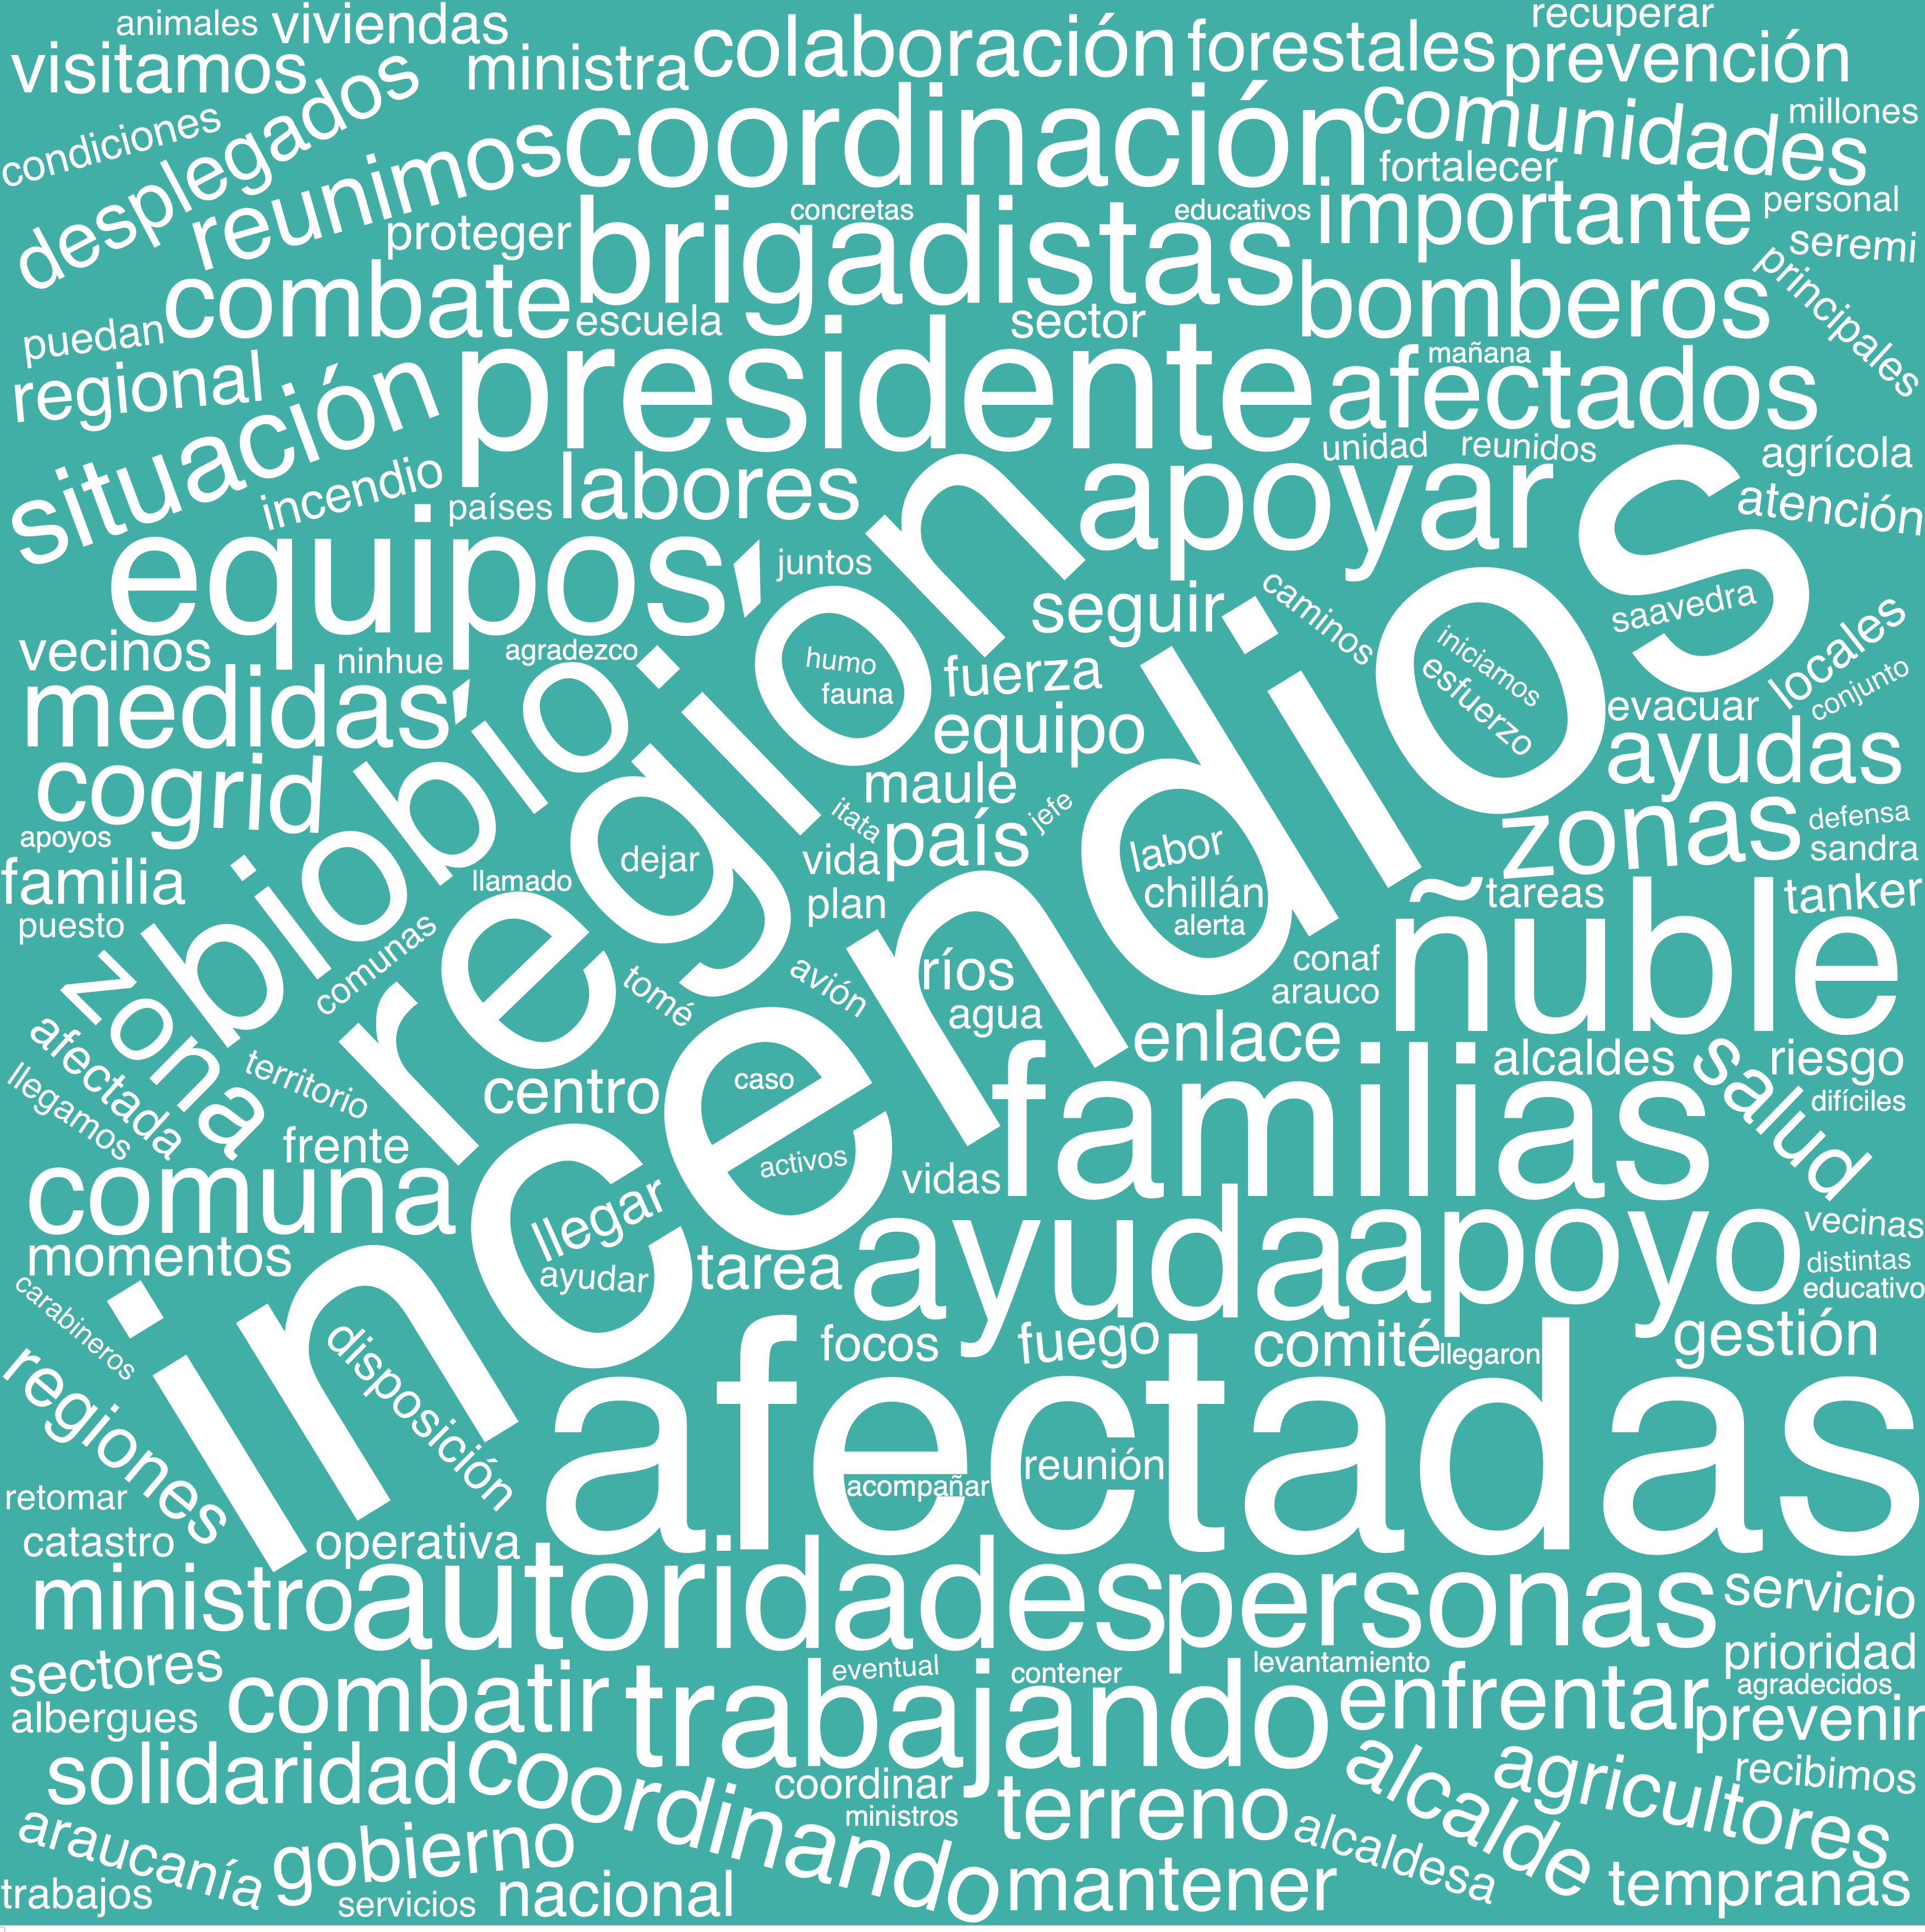 animales
viviendas
recuperar
visitamos
ministra
colaboración
forestales
prevención
condiciones
desplegados
reunimos
coordinación
comunidades
millones
fortalecer
proteger
brigadistas
concretas
educativos
importante
personal
seremi
principales
combate
escuela
sector
bomberos
puedan
regional
situación
presidente
mañana
afectados
incendio
países
labores
unidad
reunidos
agrícola
apoyar
atención
equipos
juntos
seguir
caminos
saavedra
vecinos
ninhue
agradezco
humo
fauna
fuerza
iniciamos
esfuerzo
locales
conjunto
evacuar
medidas
biobío
región
incendios
equipo
ayudas
cogrid
maule
itata
país
jefe
labor
zonas
defensa
sandra
apoyos
familia
dejar
vida
llamado
plan
chillán
alerta
tareas
tanker
puesto
comunas
zona
tomé
avión
ríos
agua
conaf
arauco
ñuble
afectada
llegamos
territorio
centro
caso
enlace
alcaldes
salud
riesgo
difíciles
frente
activos
vidas
familias
comuna
llegar
ayudar
momentos
tarea
ayuda
apoyo
vecinas
distintas
educativo
carabineros
regiones
disposición
focos
fuego
comité
llegaron
gestión
afectadas
reunión
acompañar
retomar
catastro
operativa
ministro
autoridades
personas
servicio
sectores
combatir
eventual
contener
levantamiento
prioridad
agradecidos
albergues
trabajando
enfrentar
prevenir
solidaridad
coordinando
coordinar
ministros
terreno
alcalde
agricultores
recibimos
araucanía
gobierno
alcaldesa
trabajos
servicios
nacional
mantener
tempranas